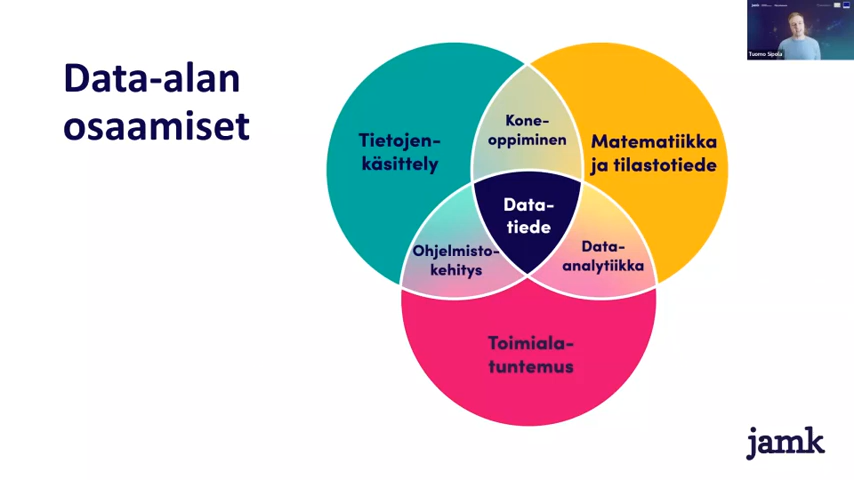 Data-alan
osaamiset
Tietojen-
käsittely
Kone-
oppiminen
Matematiikka
ja tilastotiede
Data-
tiede
Ohjelmisto-
kehitys
Data-
analytiikka
Toimiala-
tuntemus
jamk
jamk
Tuomo Sipola